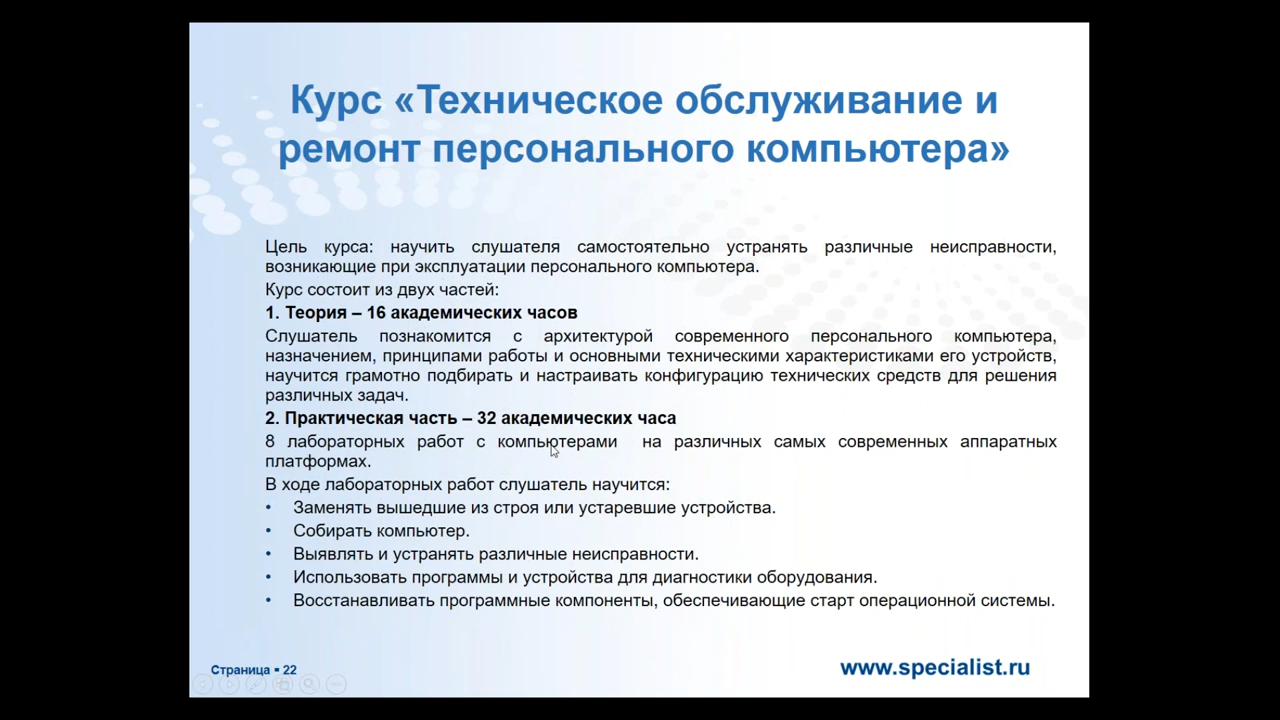 Курс «Техническое обслуживание и
ремонт персонального компьютера»
Цель курса: научить слушателя самостоятельно устранять различные неисправности,
возникающие при эксплуатации персонального компьютера.
Курс состоит из двух частей:
1. Теория – 16 академических часов
Слушатель познакомится с архитектурой современного персонального компьютера,
назначением, принципами работы и основными техническими характеристиками его устройств,
научится грамотно подбирать и настраивать конфигурацию технических средств для решения
различных задач.
2. Практическая часть – 32 академических часа
8 лабораторных работ с компьютерами на различных самых современных аппаратных
платформах.
В ходе лабораторных работ слушатель научится:
• Заменять вышедшие из строя или устаревшие устройства.
• Собирать компьютер.
• Выявлять и устранять различные неисправности.
• Использовать программы и устройства для диагностики оборудования.
• Восстанавливать программные компоненты, обеспечивающие старт операционной системы.
Страница ▪ 22
www.specialist.ru